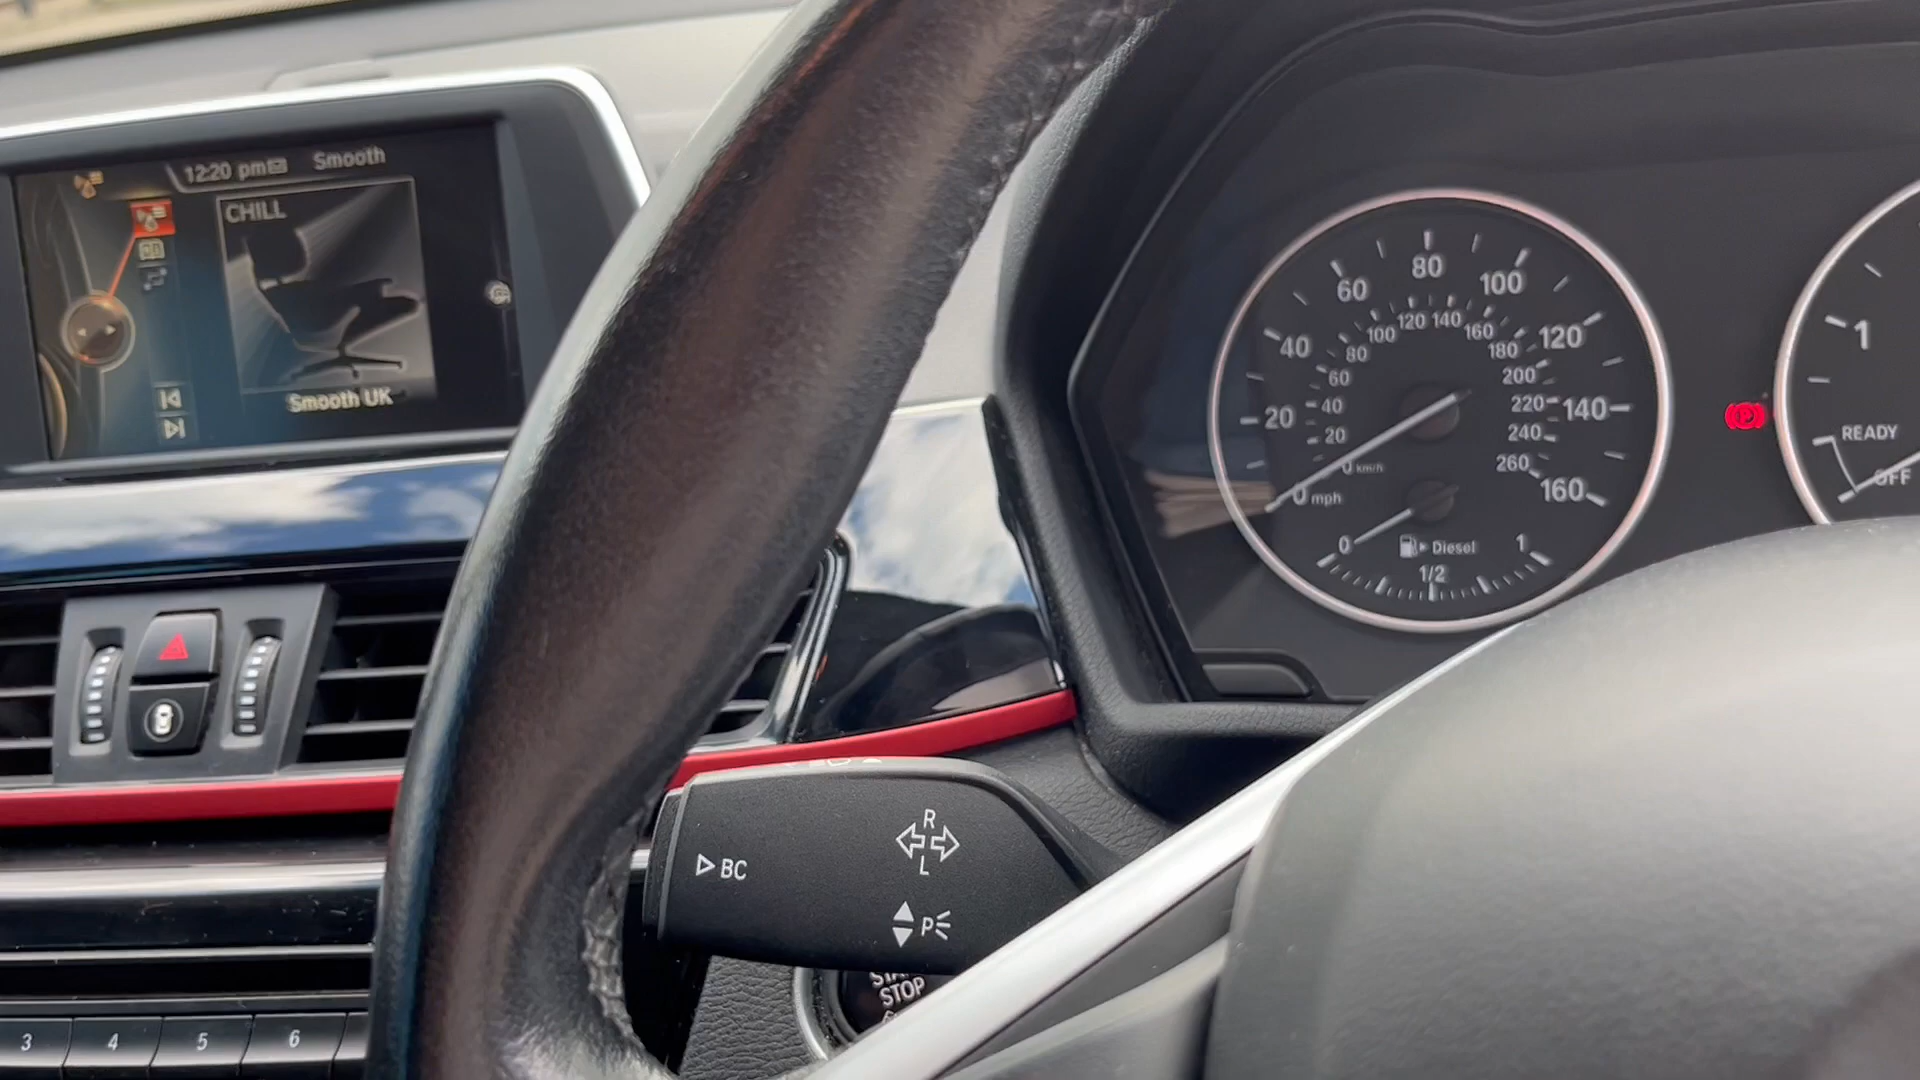 12:20 pm Smooth
CHILL
Smooth UK
20 40 60 80 100 120 140 160
20 40 60 80 100 120 140 160 180 200 220 240 260
0 km/h
0 mph
0 Diesel 1
1/2
P
1
READY
OFF
R
L
BC
P
STOP
3 4 5 6